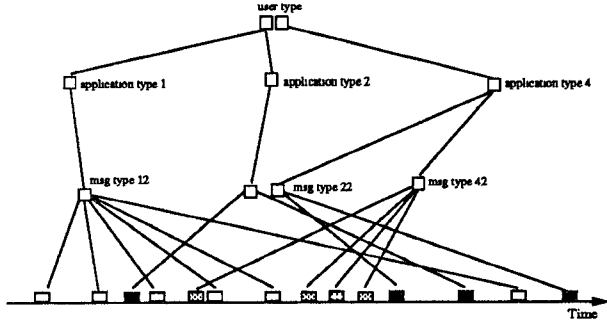 user type
application type 1
application type 2
application type 4
msg type 12
msg type 22
msg type 42
Time